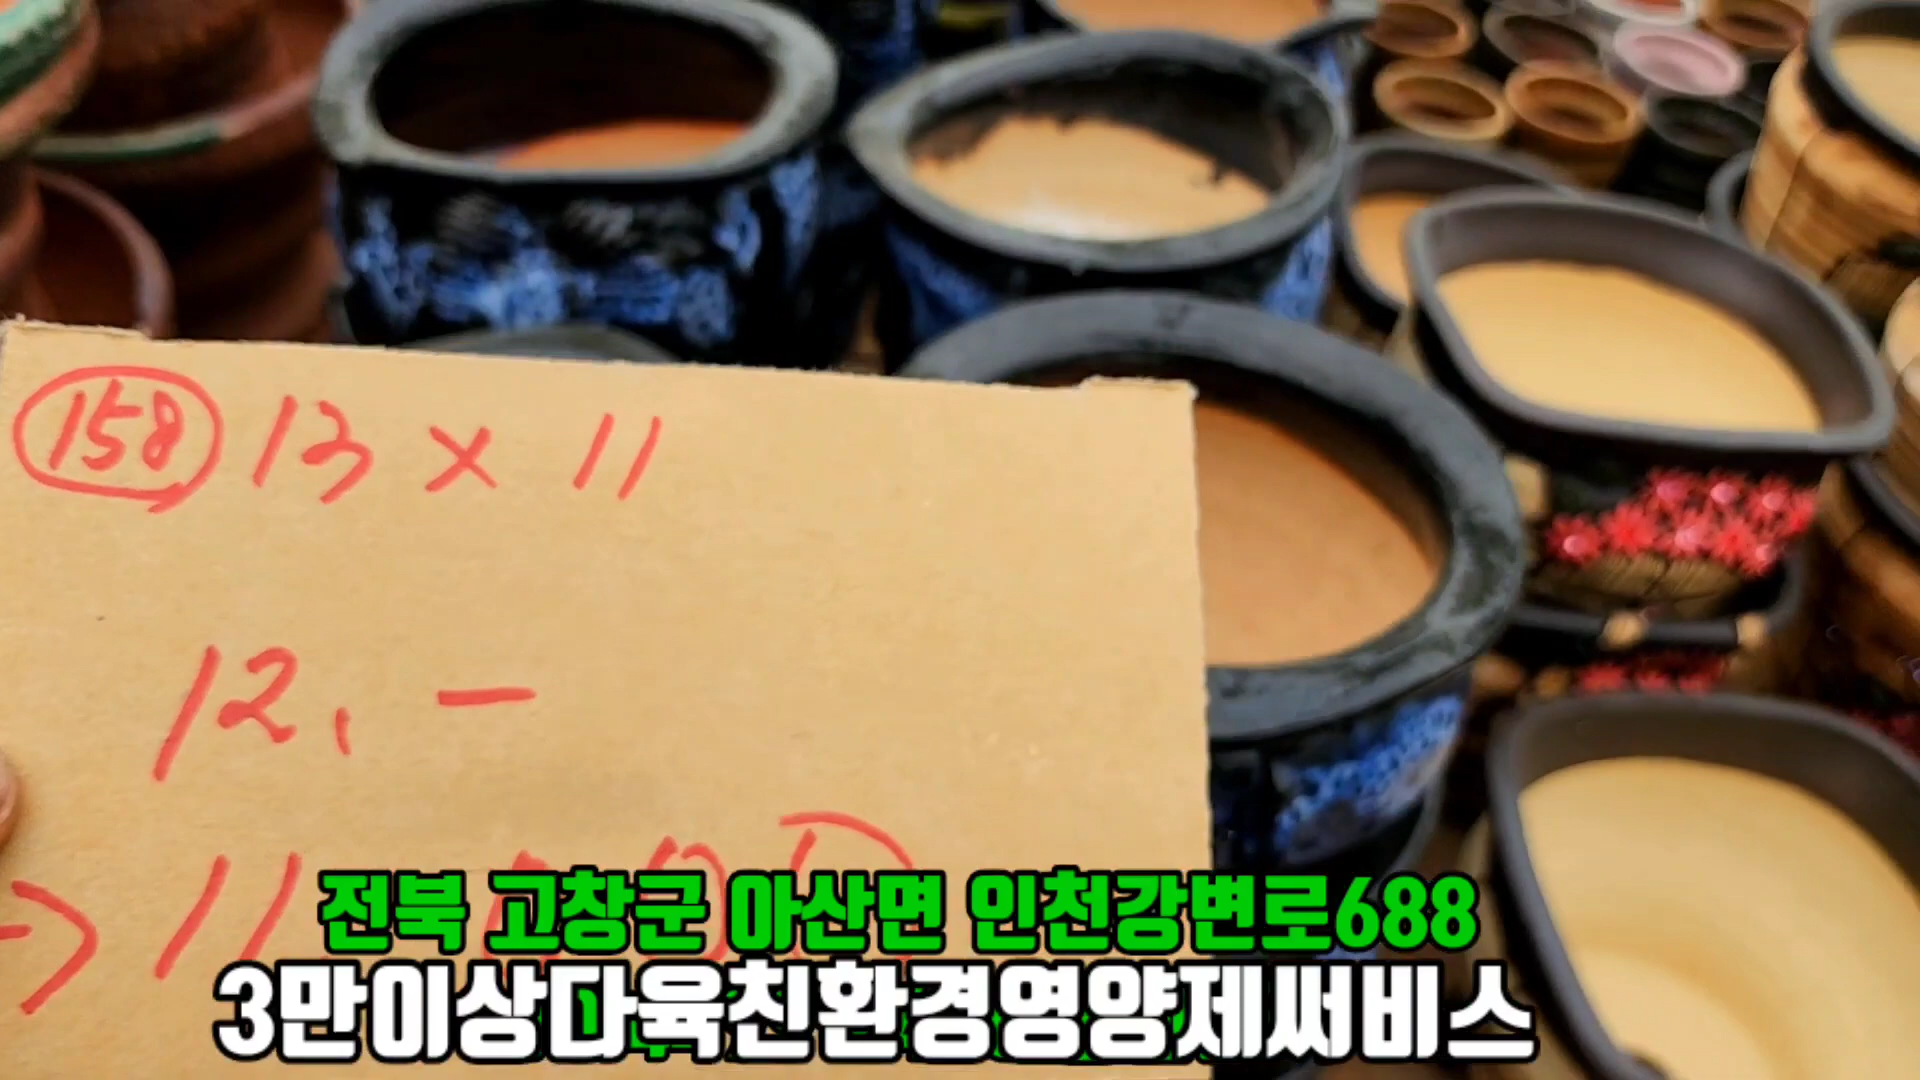 158 13 × 11
12, -
→ 11
전북 고창군 아산면 인천강변로688
3만이상다육친환경영양제써비스